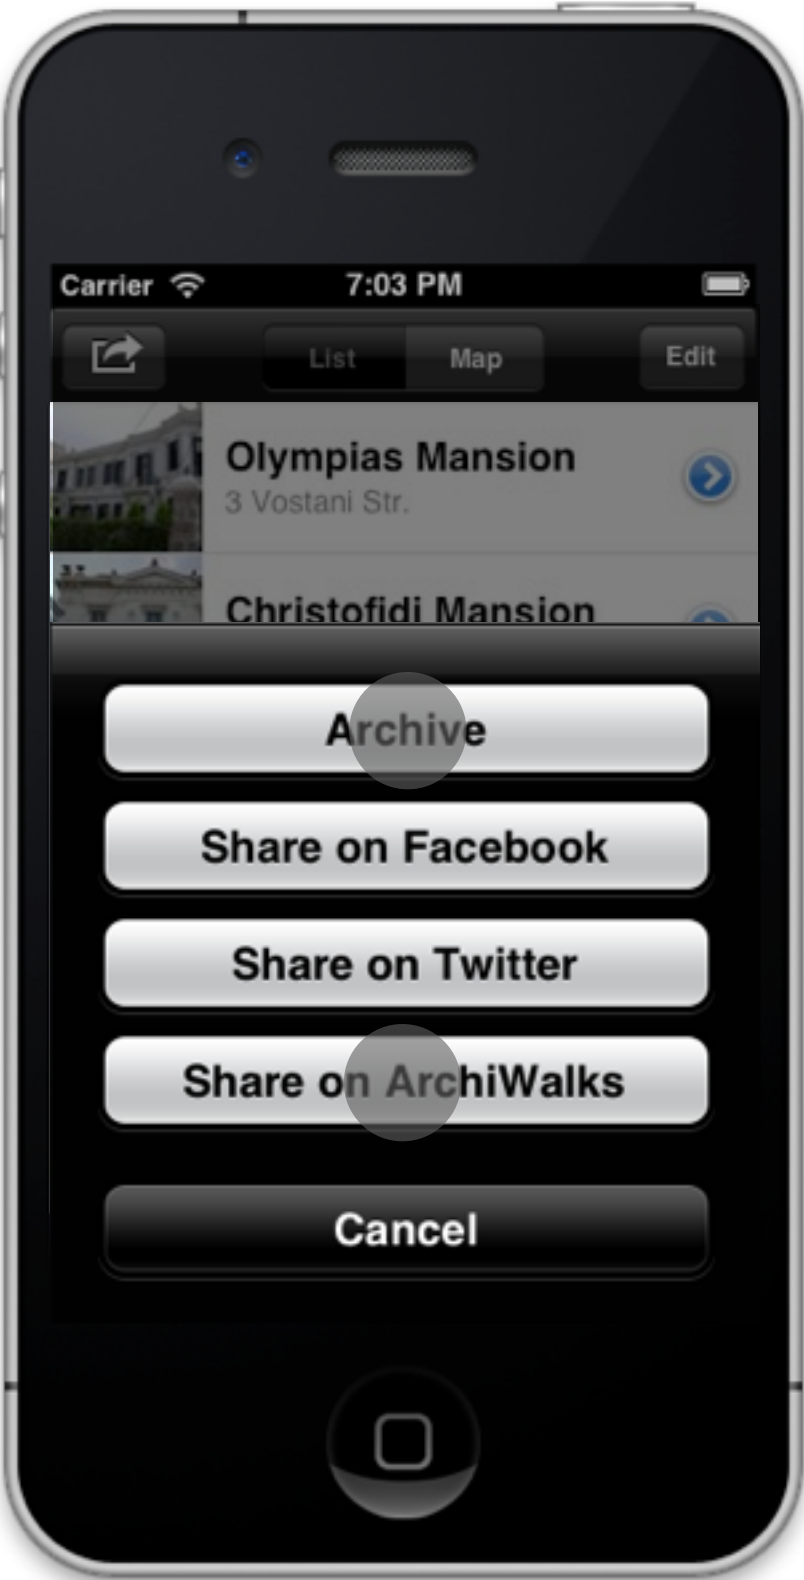 Carrier 7:03 PM
List Map Edit
Olympias Mansion
3 Vostani Str.
Christofidi Mansion
Archive
Share on Facebook
Share on Twitter
Share on ArchiWalks
Cancel